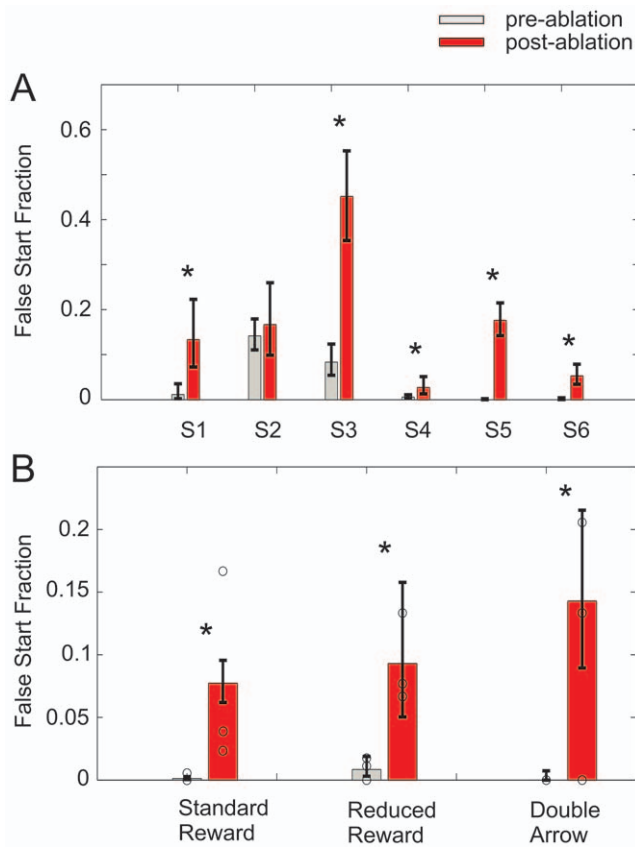 pre-ablation
post-ablation
A
False Start Fraction
0.6
0.4
0.2
0
*
*
*
*
*
S1 S2 S3 S4 S5 S6
B
False Start Fraction
0.2
0.15
0.1
0.05
0
*
*
*
Standard Reward
Reduced Reward
Double Arrow